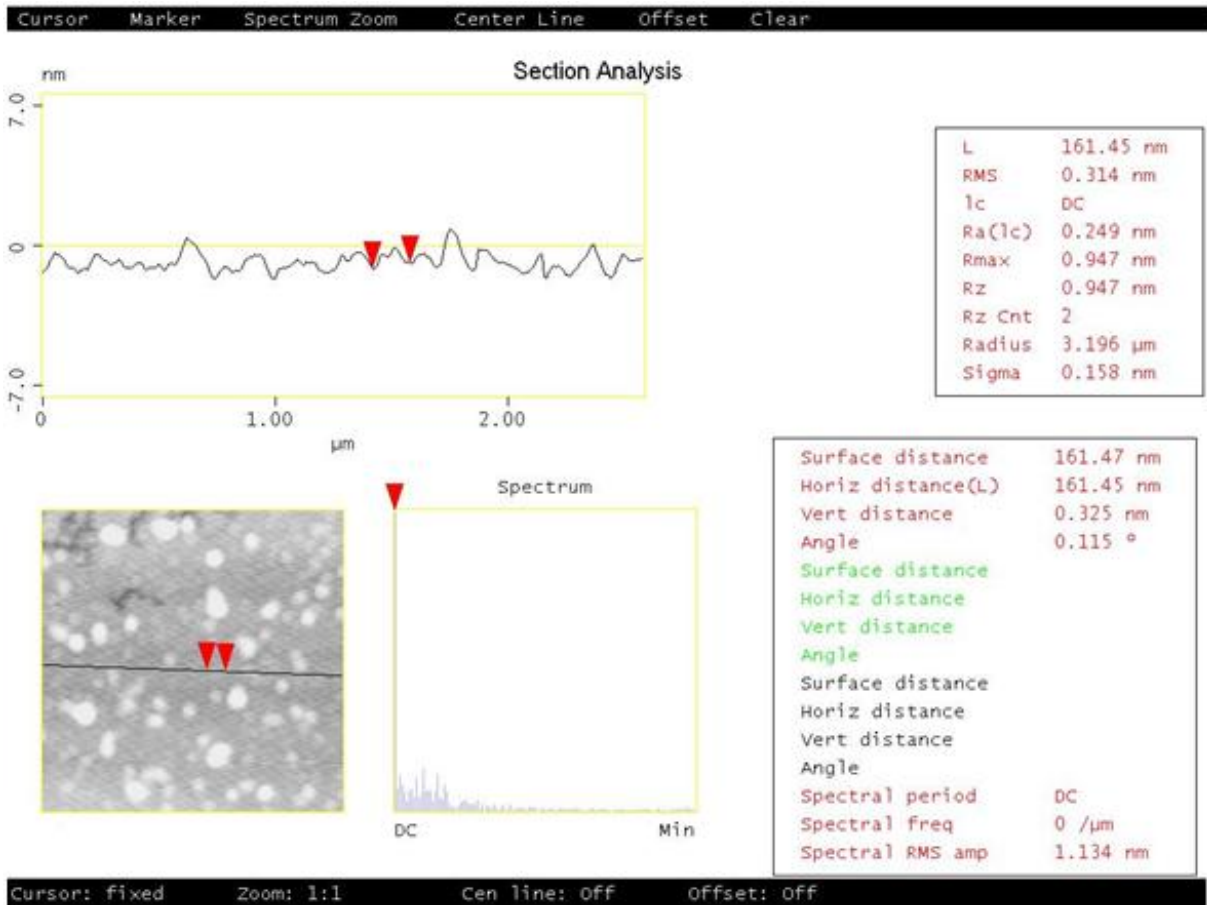 Cursor Marker Spectrum Zoom Center Line Offset Clear
Section Analysis
nm
7.0
0
-7.0
0 1.00 2.00
µm
L 161.45 nm
RMS 0.314 nm
lc DC
Ra(lc) 0.249 nm
Rmax 0.947 nm
Rz 0.947 nm
Rz Cnt 2
Radius 3.196 µm
Sigma 0.158 nm
Spectrum
DC Min
Surface distance 161.47 nm
Horiz distance(L) 161.45 nm
Vert distance 0.325 nm
Angle 0.115 °
Surface distance
Horiz distance
Vert distance
Angle
Surface distance
Horiz distance
Vert distance
Angle
Spectral period DC
Spectral freq 0 /µm
Spectral RMS amp 1.134 nm
Cursor: fixed Zoom: 1:1 Cen line: Off Offset: Off